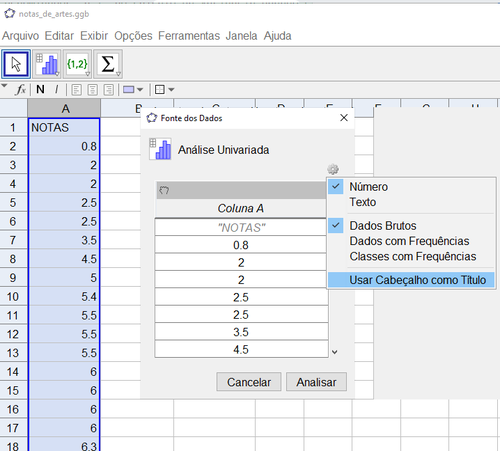 notas_de_artes.ggb
Arquivo Editar Exibir Opções Ferramentas Janela Ajuda
{1,2} Σ
f N I
A B
1 NOTAS
2 0.8
3 2
4 2
5 2.5
6 2.5
7 3.5
8 4.5
9 5
10 5.4
11 5.5
12 5.5
13 5.5
14 6
15 6
16 6
17 6
18 6.3
Fonte dos Dados
Análise Univariada
Coluna A
"NOTAS"
0.8
2
2
2.5
2.5
3.5
4.5
Cancelar Analisar
Número
Texto
Dados Brutos
Dados com Frequências
Classes com Frequências
Usar Cabeçalho como Título